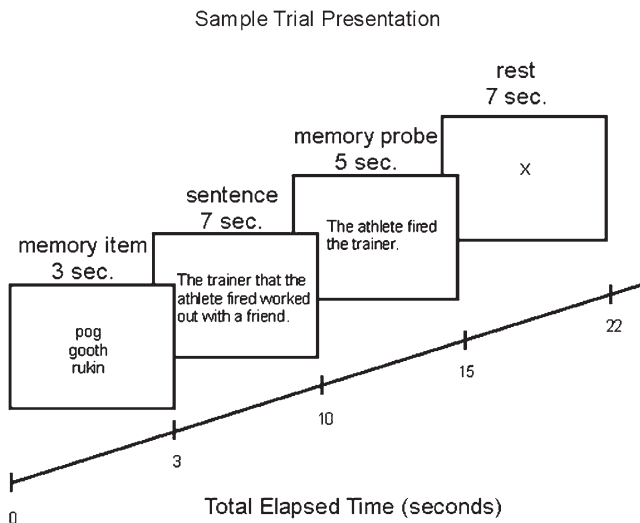 Sample Trial Presentation
rest
7 sec.
x
memory probe
5 sec.
The athlete fired
the trainer.
sentence
7 sec.
The trainer that the
athlete fired worked
out with a friend.
memory item
3 sec.
pog
gooth
rukin
0
3
10
15
22
Total Elapsed Time (seconds)